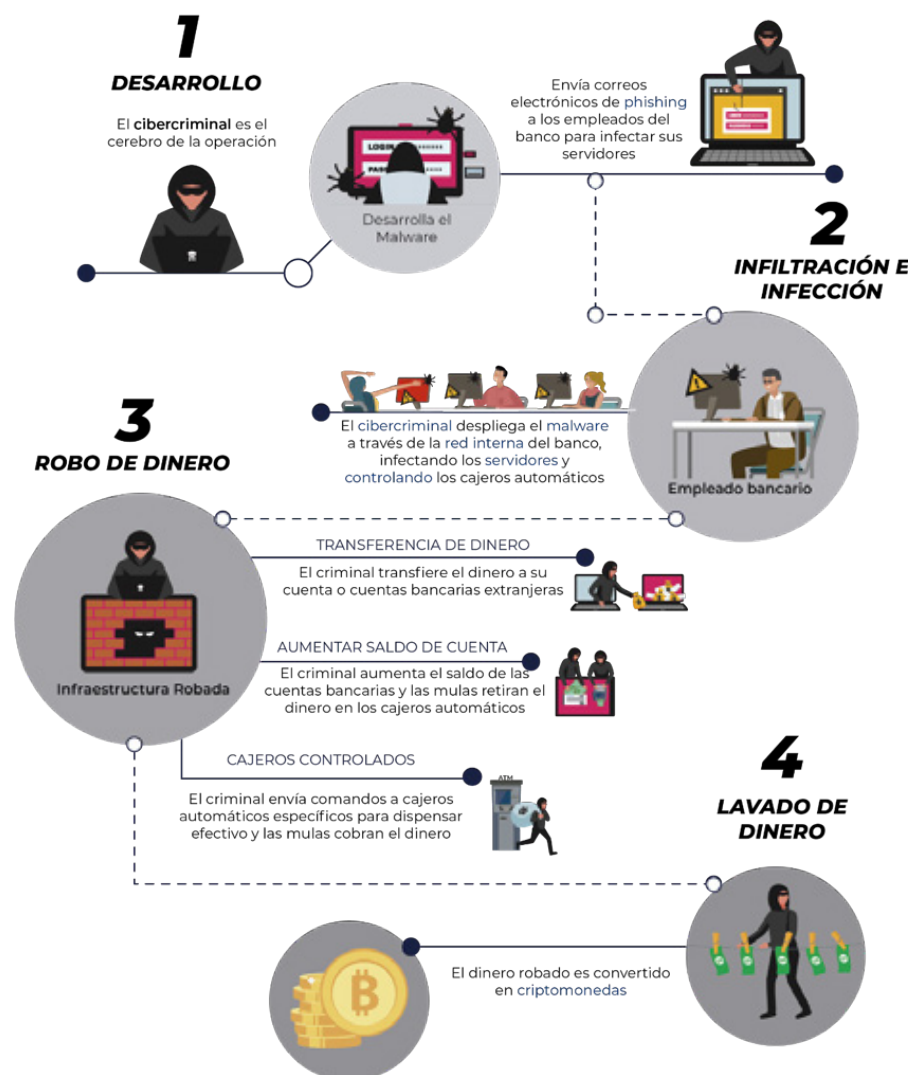 1
DESARROLLO
El cibercriminal es el
cerebro de la operación
LOGIN
PASS
Desarrolla el
Malware
Envía correos
electrónicos de phishing
a los empleados del
banco para infectar sus
servidores
2
INFILTRACIÓN E
INFECCIÓN
Empleado bancario
El cibercriminal despliega el malware
a través de la red interna del banco,
infectando los servidores y
controlando los cajeros automáticos
3
ROBO DE DINERO
Infraestructura Robada
TRANSFERENCIA DE DINERO
El criminal transfiere el dinero a su
cuenta o cuentas bancarias extranjeras
AUMENTAR SALDO DE CUENTA
El criminal aumenta el saldo de las
cuentas bancarias y las mulas retiran el
dinero en los cajeros automáticos
CAJEROS CONTROLADOS
El criminal envía comandos a cajeros
automáticos específicos para dispensar
efectivo y las mulas cobran el dinero
ATM
4
LAVADO DE
DINERO
El dinero robado es convertido
en criptomonedas